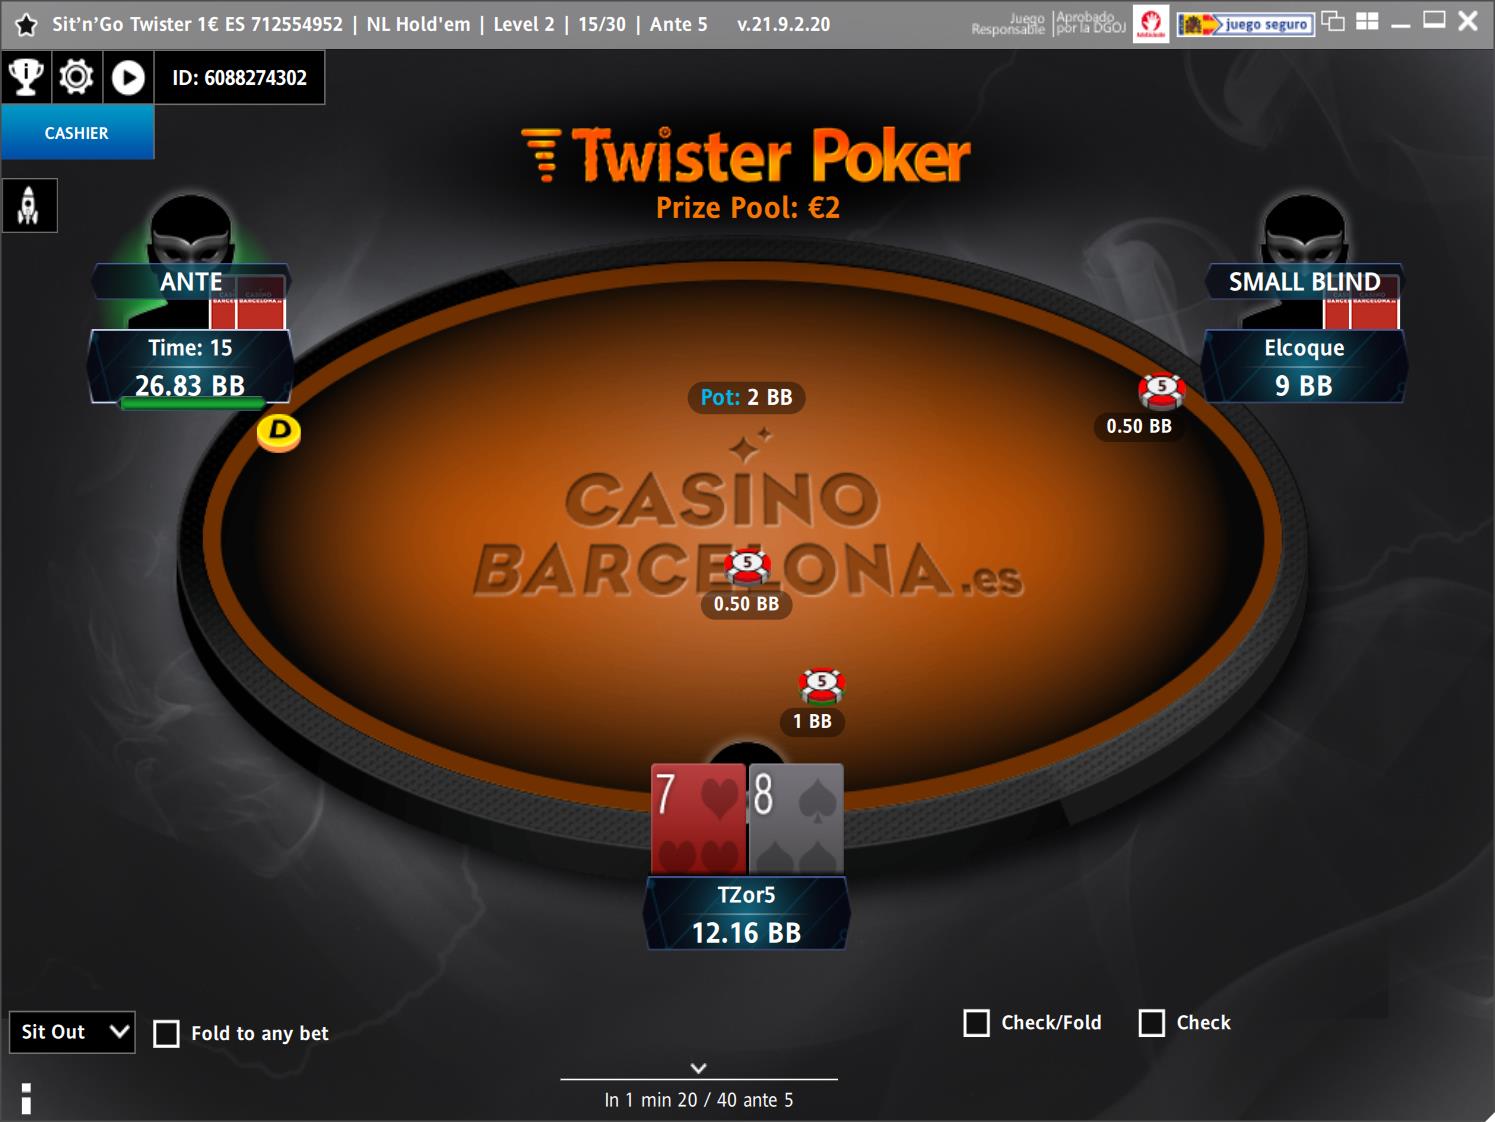 Sit'n'Go Twister 1€ ES 712554952 | NL Hold'em | Level 2 | 15/30 | Ante 5 v.21.9.2.20
Juego Responsable
Aprobado por la DGOJ
juego seguro
ID: 6088274302
CASHIER
Twister Poker
Prize Pool: €2
ANTE
Time: 15
26.83 BB
D
SMALL BLIND
Elcoque
9 BB
Pot: 2 BB
5
0.50 BB
CASINO
BARCELONA.es
5
0.50 BB
5
1 BB
7 8
TZor5
12.16 BB
Sit Out
Fold to any bet
Check/Fold
Check
In 1 min 20 / 40 ante 5